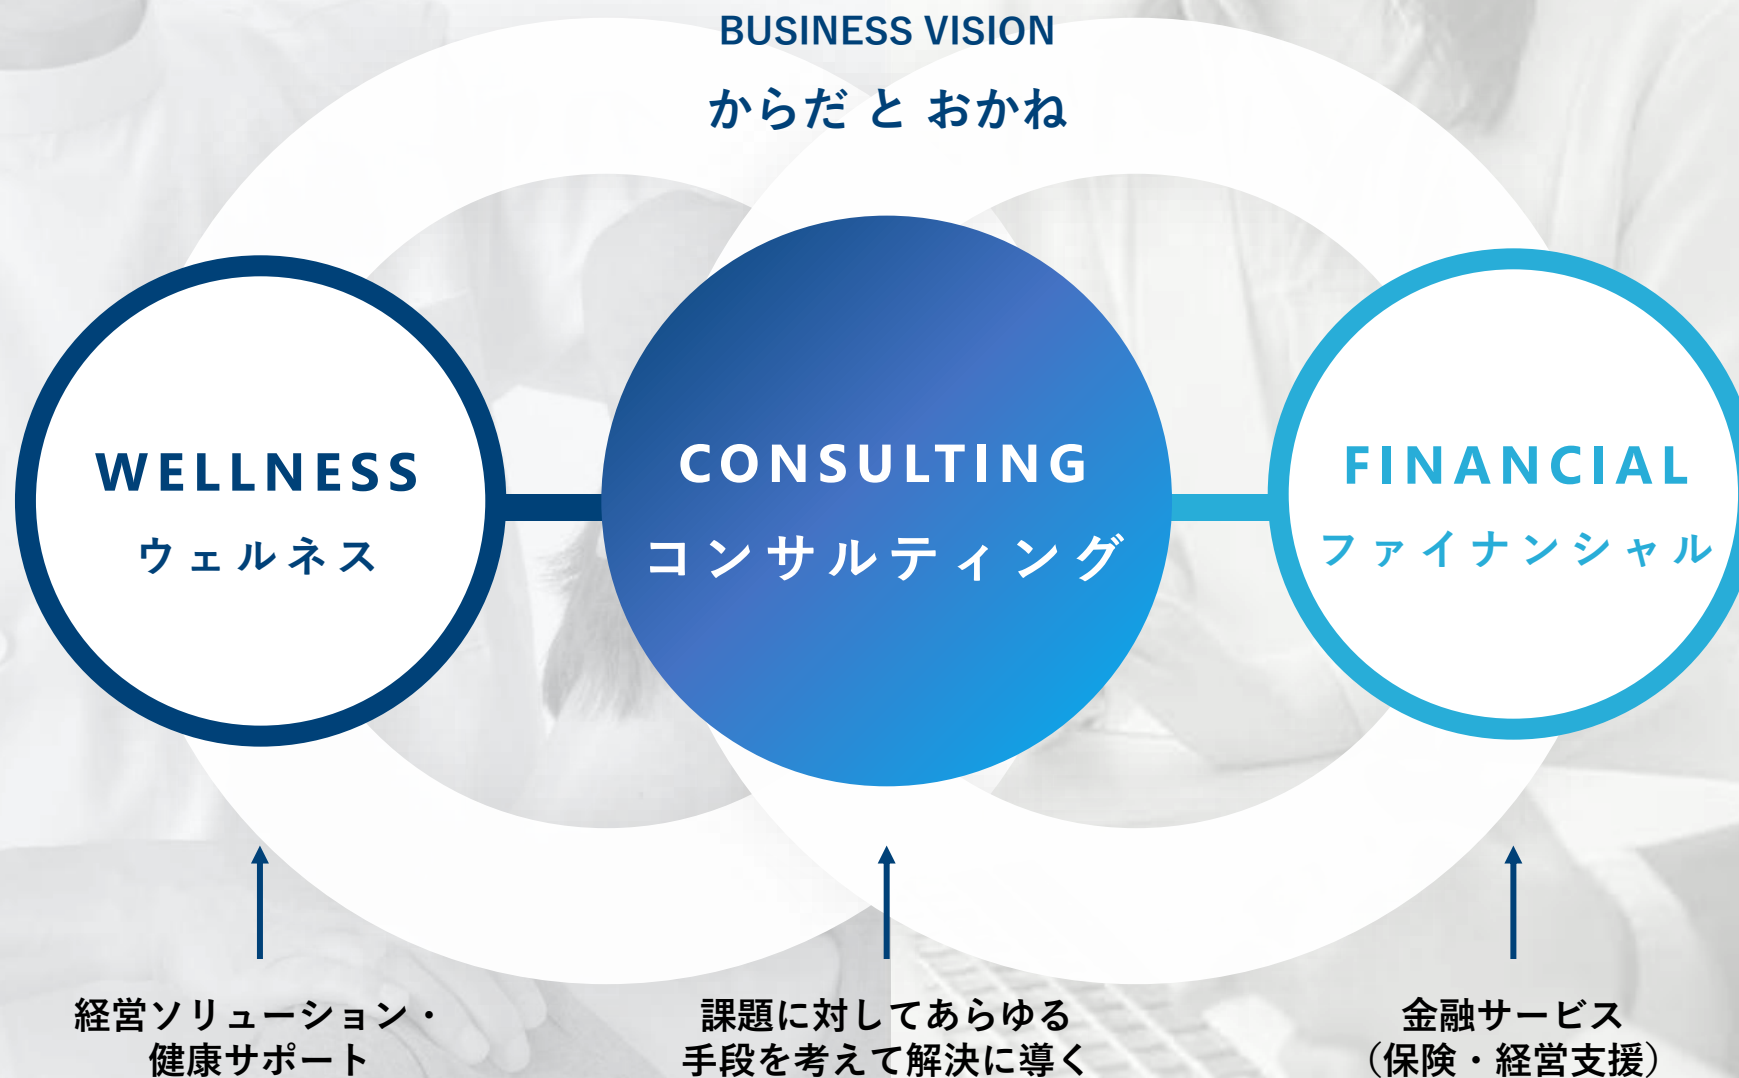 BUSINESS VISION
からだ と おかね
WELLNESS
ウェルネス
CONSULTING
コンサルティング
FINANCIAL
ファイナンシャル
経営ソリューション・
健康サポート
課題に対してあらゆる
手段を考えて解決に導く
金融サービス
（保険・経営支援）